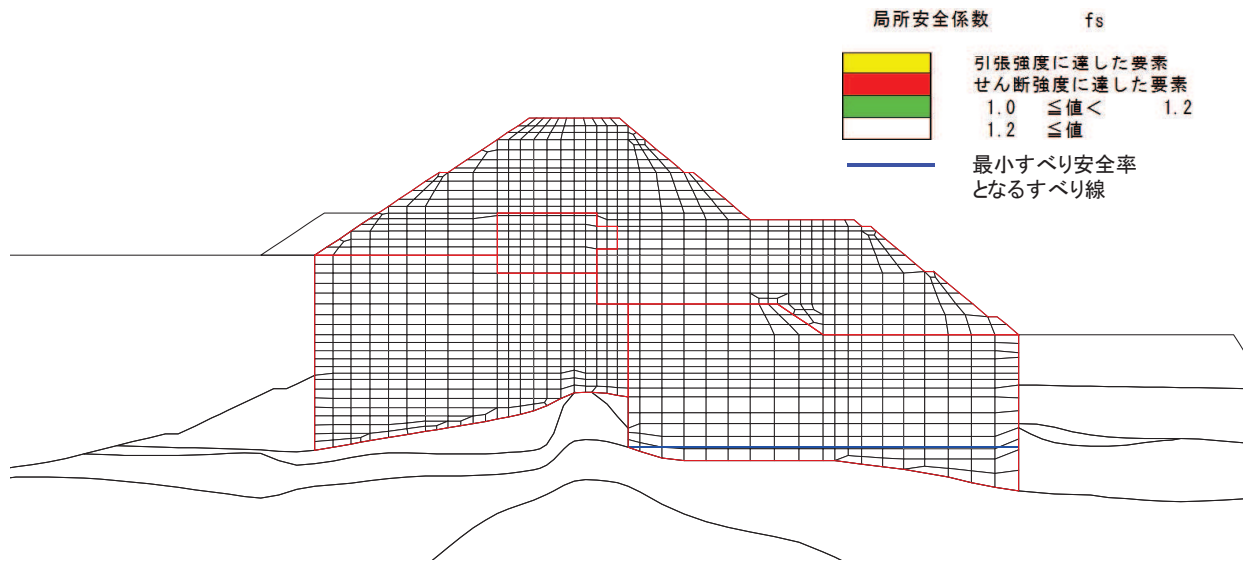 局所安全係数 fs
引張強度に達した要素
せん断強度に達した要素
1.0 ≦値< 1.2
1.2 ≦値
最小すべり安全率
となるすべり線